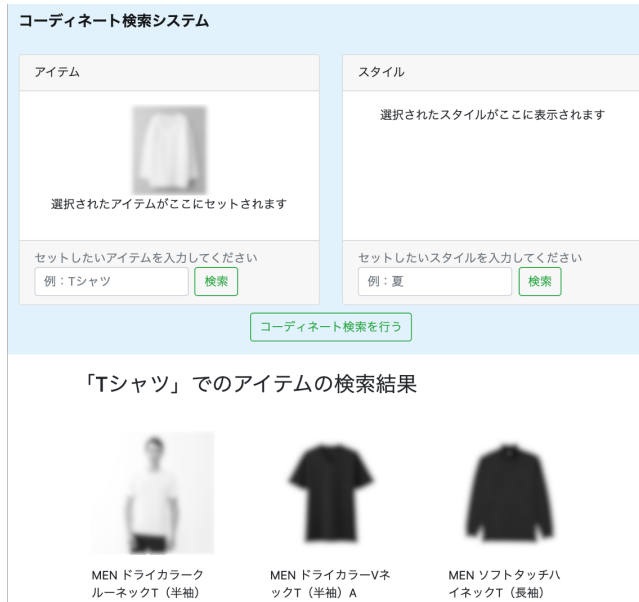 コーディネート検索システム
アイテム
選択されたアイテムがここにセットされます
セットしたいアイテムを入力してください
例：Tシャツ
検索
スタイル
選択されたスタイルがここに表示されます
セットしたいスタイルを入力してください
例：夏
検索
コーディネート検索を行う
「Tシャツ」でのアイテムの検索結果
MEN ドライカラーク
ルーネックT（半袖）
MEN ドライカラーVネ
ックT（半袖）A
MEN ソフトタッチハ
イネックT（長袖）